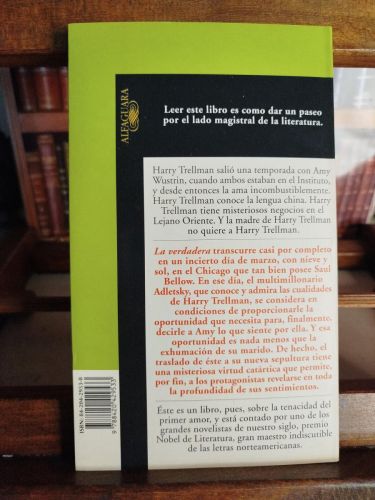 ALFAGUARA
Leer este libro es como dar un paseo
por el lado magistral de la literatura.
Harry Trellman salió una temporada con Amy
Wustrin, cuando ambos estaban en el Instituto,
y desde entonces la ama incombustiblemente.
Harry Trellman conoce la lengua china. Harry
Trellman tiene misteriosos negocios en el
Lejano Oriente. Y la madre de Harry Trellman
no quiere a Harry Trellman.
La verdadera transcurre casi por completo
en un incierto día de marzo, con nieve y
sol, en el Chicago que tan bien posee Saul
Bellow. En ese día, el multimillonario
Adletsky, que conoce y admira las cualidades
de Harry Trellman, se considera en
condiciones de proporcionarle la
oportunidad que necesita para, finalmente,
decirle a Amy lo que siente por ella. Y esa
oportunidad es nada menos que la
exhumación de su marido. De hecho, el
traslado de éste a su nueva sepultura tiene
una misteriosa virtud catártica que permite,
por fin, a los protagonistas revelarse en toda
la profundidad de sus sentimientos.
Éste es un libro, pues, sobre la tenacidad del
primer amor, y está contado por uno de los
grandes novelistas de nuestro siglo, premio
Nobel de Literatura, gran maestro indiscutible
de las letras norteamericanas.
ISBN: 84-204-2953-8
9 788420 429533